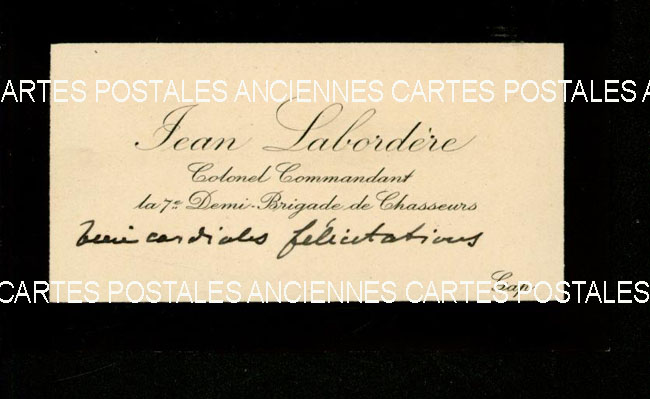 CARTES POSTALES ANCIENNES CARTES POSTALES A
Jean Labordère
Colonel Commandant
la 7e Demi-Brigade de Chasseurs
cordiales félicitations
Gap
CARTES POSTALES ANCIENNES CARTES POSTALES